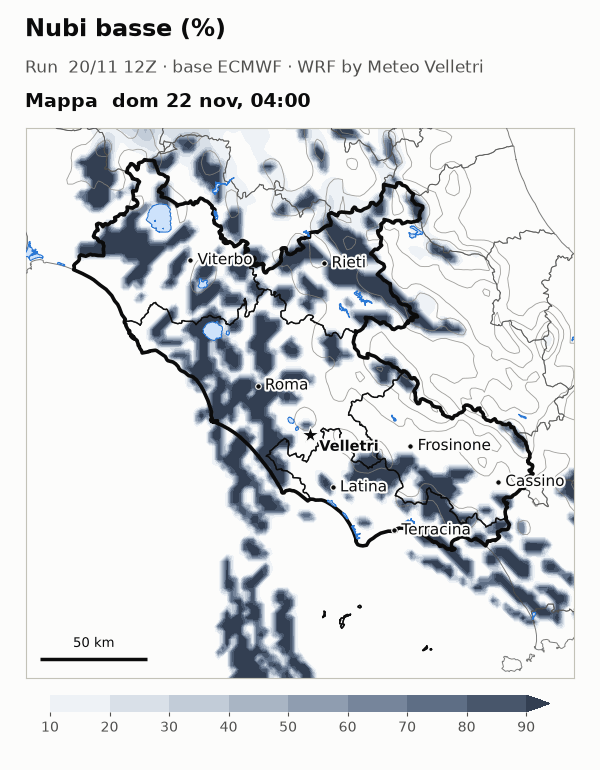 Nubi basse (%)
Run 20/11 12Z · base ECMWF · WRF by Meteo Velletri
Mappa dom 22 nov, 04:00
Viterbo
Rieti
Roma
Velletri
Frosinone
Latina
Cassino
Terracina
50 km
10 20 30 40 50 60 70 80 90